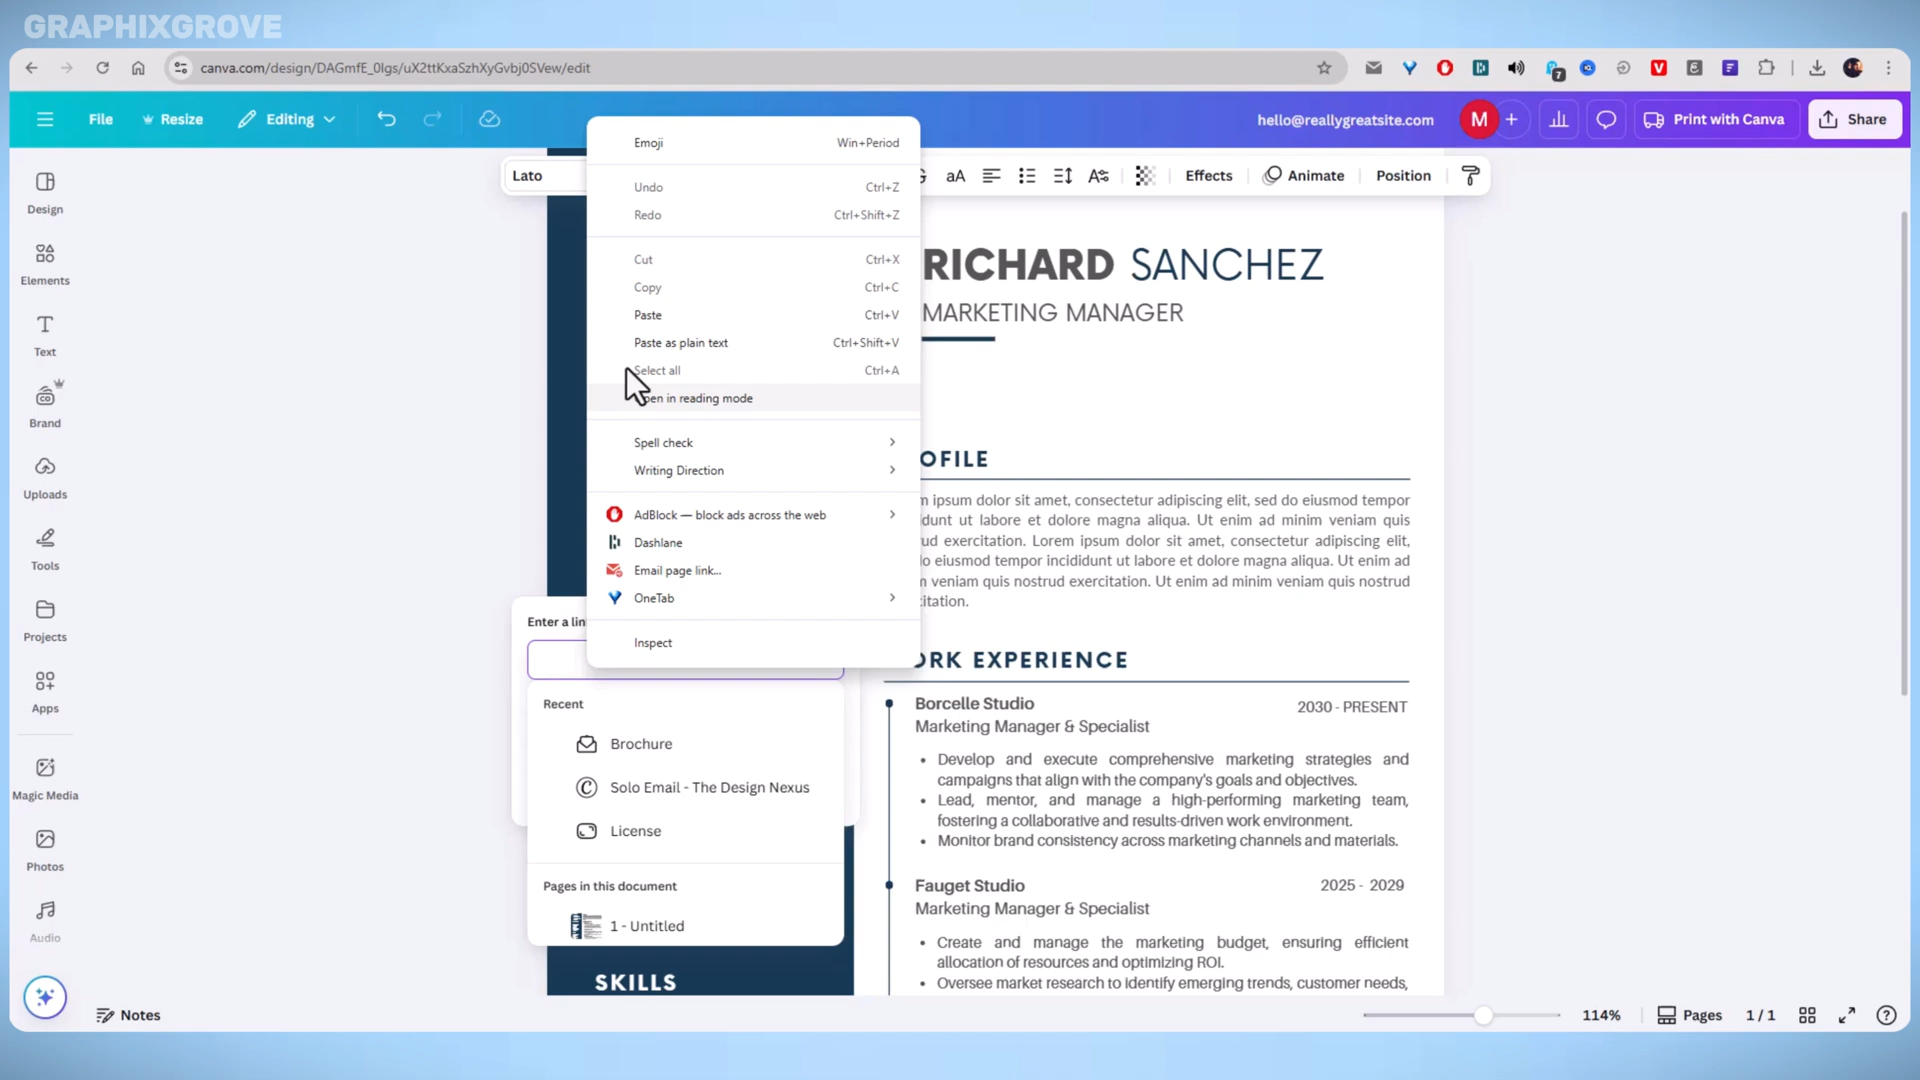 GRAPHIXGROVE
canva.com/design/DAGmfE_0Igs/uX2ttKxaSzhXyGvbj0SVew/edit
7
File
Resize
Editing
hello@reallygreatsite.com
M
Print with Canva
Share
Lato
aA
Effects
Animate
Position
Design
Elements
Text
Brand
Uploads
Tools
Projects
Apps
Magic Media
Photos
Audio
Emoji Win+Period
Undo Ctrl+Z
Redo Ctrl+Shift+Z
Cut Ctrl+X
Copy Ctrl+C
Paste Ctrl+V
Paste as plain text Ctrl+Shift+V
Select all Ctrl+A
pen in reading mode
Spell check
Writing Direction
AdBlock — block ads across the web
Dashlane
Email page link...
OneTab
Inspect
Enter a lin
Recent
Brochure
Solo Email - The Design Nexus
License
Pages in this document
1 - Untitled
SKILLS
RICHARD SANCHEZ
MARKETING MANAGER
OFILE
m ipsum dolor sit amet, consectetur adipiscing elit, sed do eiusmod tempor
idunt ut labore et dolore magna aliqua. Ut enim ad minim veniam quis
ud exercitation. Lorem ipsum dolor sit amet, consectetur adipiscing elit,
o eiusmod tempor incididunt ut labore et dolore magna aliqua. Ut enim ad
m veniam quis nostrud exercitation. Ut enim ad minim veniam quis nostrud
citation.
ORK EXPERIENCE
Borcelle Studio 2030 - PRESENT
Marketing Manager & Specialist
• Develop and execute comprehensive marketing strategies and
campaigns that align with the company's goals and objectives.
• Lead, mentor, and manage a high-performing marketing team,
fostering a collaborative and results-driven work environment.
• Monitor brand consistency across marketing channels and materials.
Fauget Studio 2025 - 2029
Marketing Manager & Specialist
• Create and manage the marketing budget, ensuring efficient
allocation of resources and optimizing ROI.
• Oversee market research to identify emerging trends, customer needs,
Notes
114%
Pages
1 / 1